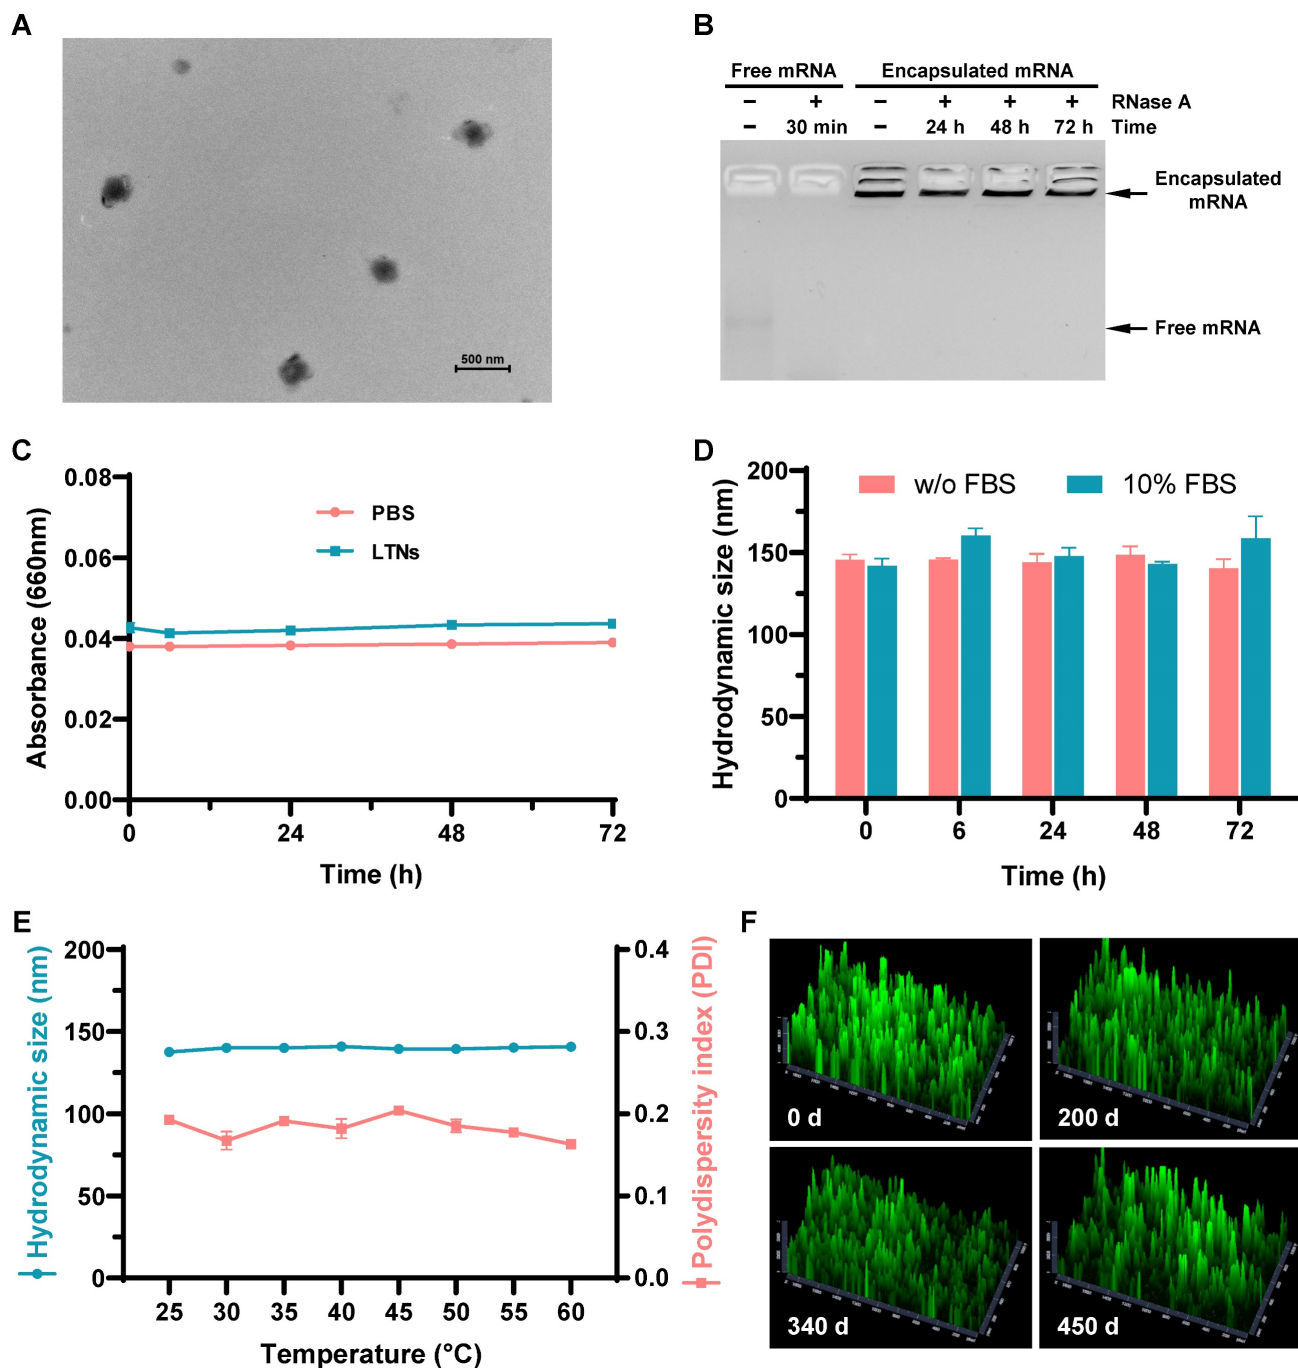 A
500 nm
B
Free mRNA Encapsulated mRNA
− + − + + + RNase A
− 30 min − 24 h 48 h 72 h Time
Encapsulated
mRNA
Free mRNA
C
Absorbance (660nm)
0.08
0.06
0.04
0.02
0.00
PBS
LTNs
0 24 48 72
Time (h)
D
Hydrodynamic size (nm)
200
150
100
50
0
w/o FBS 10% FBS
0 6 24 48 72
Time (h)
E
Hydrodynamic size (nm)
200
150
100
50
0
0.4
0.3
0.2
0.1
0.0
Polydispersity index (PDI)
25 30 35 40 45 50 55 60
Temperature (°C)
F
0 d
200 d
340 d
450 d